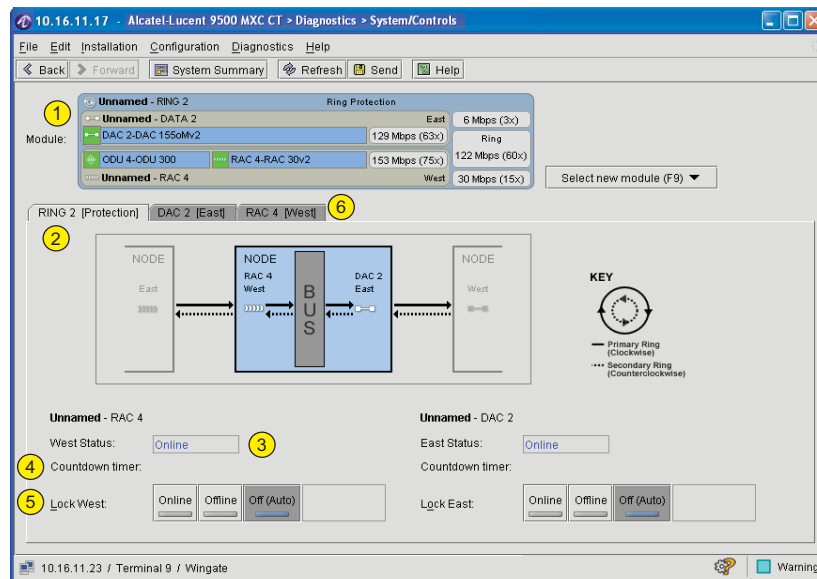 10.16.11.17 - Alcatel-Lucent 9500 MXC CT > Diagnostics > System/Controls
File Edit Installation Configuration Diagnostics Help
Back Forward System Summary Refresh Send Help
1
Module:
Unnamed - RING 2 Ring Protection
Unnamed - DATA 2 East 6 Mbps (3x)
DAC 2-DAC 155oMv2 129 Mbps (63x)
Ring
122 Mbps (60x)
ODU 4-ODU 300 RAC 4-RAC 30v2 153 Mbps (75x)
Unnamed - RAC 4 West 30 Mbps (15x)
Select new module (F9)
RING 2 [Protection] DAC 2 [East] RAC 4 [West] 6
2
NODE
East
NODE
RAC 4
West
BUS
DAC 2
East
NODE
West
KEY
Primary Ring
(Clockwise)
Secondary Ring
(Counterclockwise)
Unnamed - RAC 4
West Status: Online 3
4 Countdown timer:
5 Lock West: Online Offline Off (Auto)
Unnamed - DAC 2
East Status: Online
Countdown timer:
Lock East: Online Offline Off (Auto)
10.16.11.23 / Terminal 9 / Wingate
Warning